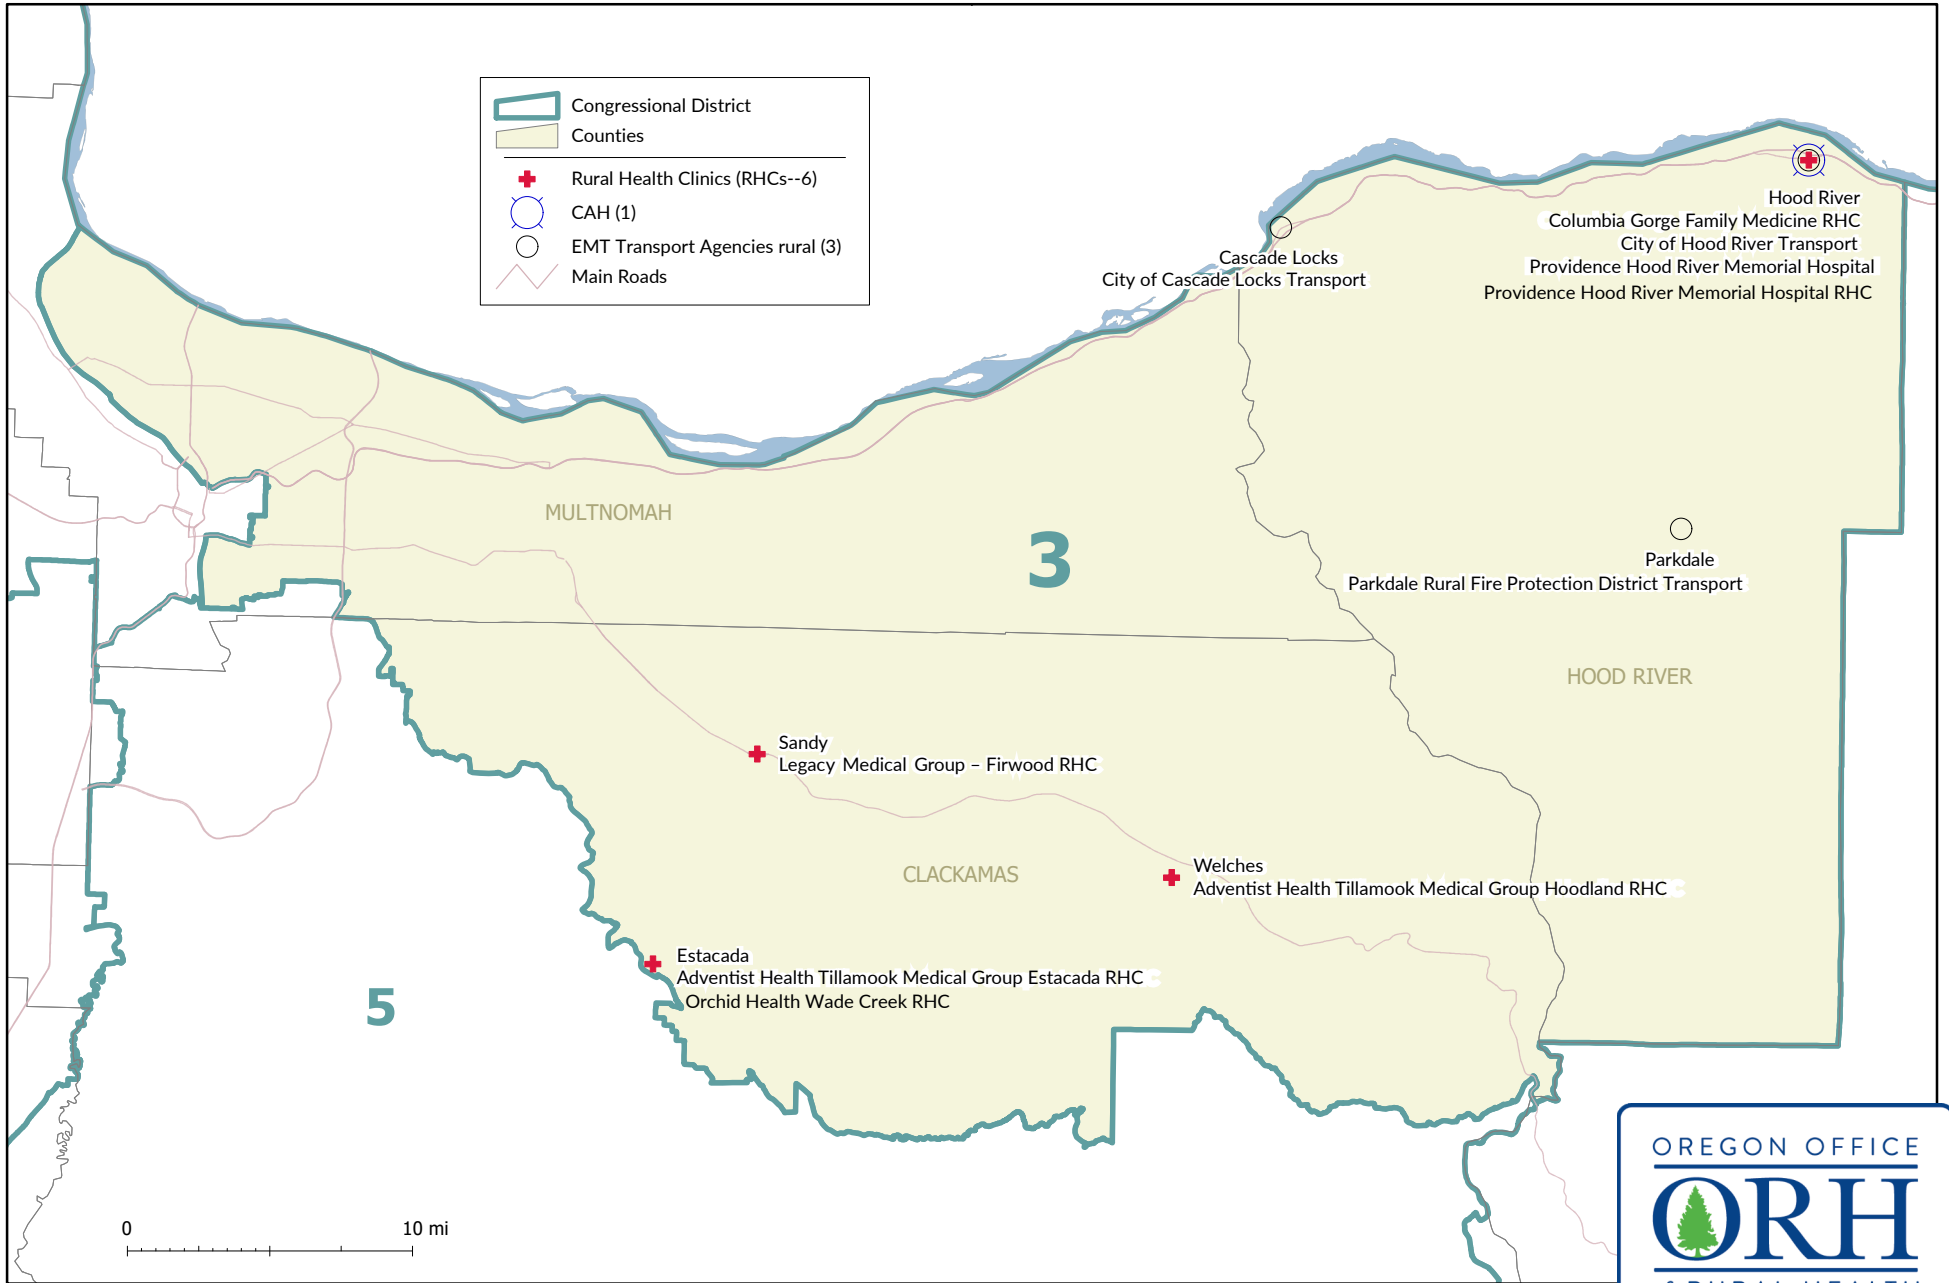 Congressional District
Counties
Rural Health Clinics (RHCs--6)
CAH (1)
EMT Transport Agencies rural (3)
Main Roads
Hood River
Columbia Gorge Family Medicine RHC
City of Hood River Transport
Providence Hood River Memorial Hospital
Providence Hood River Memorial Hospital RHC
Cascade Locks
City of Cascade Locks Transport
MULTNOMAH
3
Parkdale
Parkdale Rural Fire Protection District Transport
HOOD RIVER
Sandy
Legacy Medical Group – Firwood RHC
CLACKAMAS
Welches
Adventist Health Tillamook Medical Group Hoodland RHC
Estacada
Adventist Health Tillamook Medical Group Estacada RHC
Orchid Health Wade Creek RHC
5
0 10 mi
OREGON OFFICE
ORH